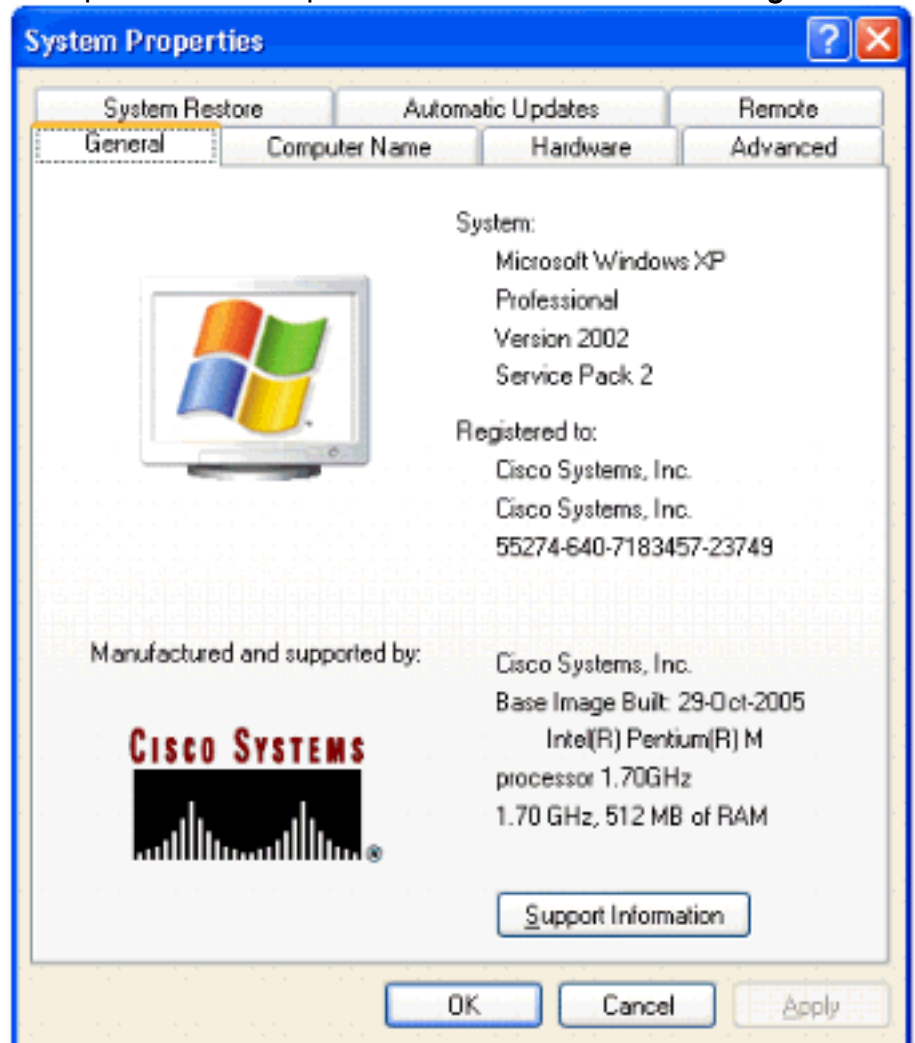 System Properties
System Restore Automatic Updates Remote
General Computer Name Hardware Advanced
System:
Microsoft Windows XP
Professional
Version 2002
Service Pack 2
Registered to:
Cisco Systems, Inc.
Cisco Systems, Inc.
55274-640-7183457-23749
Manufactured and supported by:
Cisco Systems, Inc.
Base Image Built: 29-Oct-2005
Intel(R) Pentium(R) M
processor 1.70GHz
1.70 GHz, 512 MB of RAM
CISCO SYSTEMS
®
Support Information
OK Cancel Apply